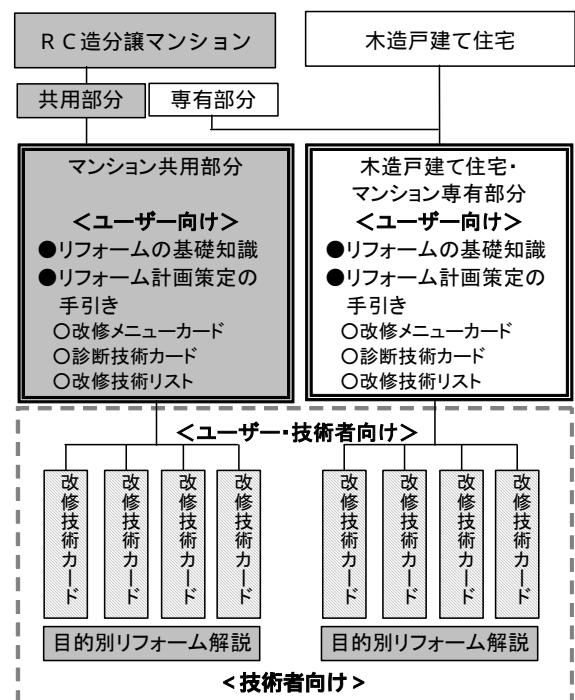 ＲＣ造分譲マンション
木造戸建て住宅
共用部分
専有部分
マンション共用部分
＜ユーザー向け＞
●リフォームの基礎知識
●リフォーム計画策定の
手引き
○改修メニューカード
○診断技術カード
○改修技術リスト
木造戸建て住宅・
マンション専有部分
＜ユーザー向け＞
●リフォームの基礎知識
●リフォーム計画策定の
手引き
○改修メニューカード
○診断技術カード
○改修技術リスト
＜ユーザー・技術者向け＞
改修技術カード
改修技術カード
改修技術カード
改修技術カード
改修技術カード
改修技術カード
改修技術カード
改修技術カード
目的別リフォーム解説
目的別リフォーム解説
＜技術者向け＞